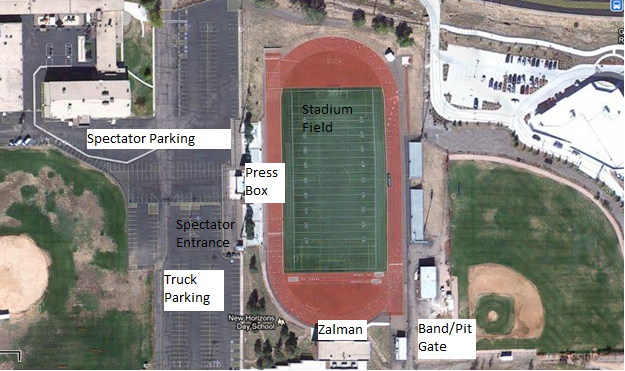 Stadium
Field
Spectator Parking
Press
Box
Spectator
Entrance
Truck
Parking
New Horizons
Day School
Zalman
Band/Pit
Gate